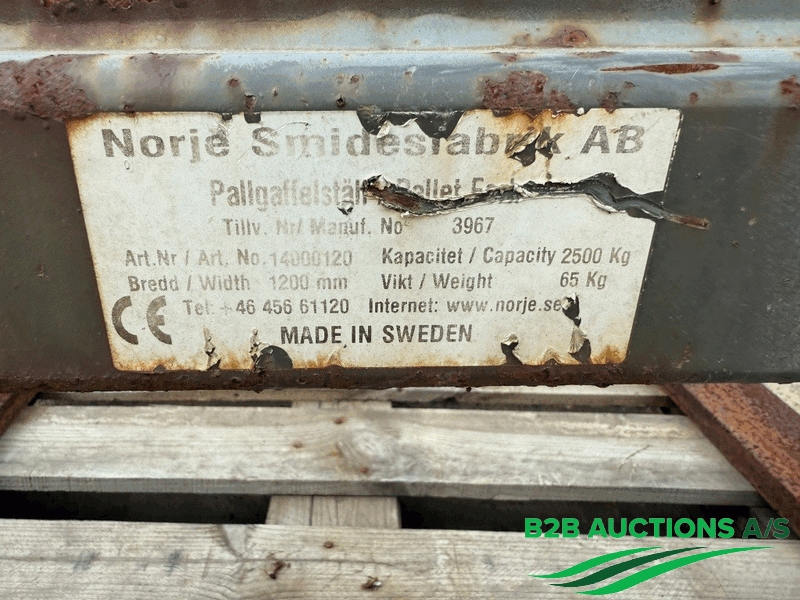 Norje Smidesfabrik AB
Pallgaffelställ Pallet
Tillv. Nr/ Manuf. No 3967
Art.Nr / Art. No. 14000120 Kapacitet / Capacity 2500 Kg
Bredd / Width 1200 mm Vikt / Weight 65 Kg
CE Tel: +46 456 61120 Internet: www.norje.se
MADE IN SWEDEN
B2B AUCTIONS A/S